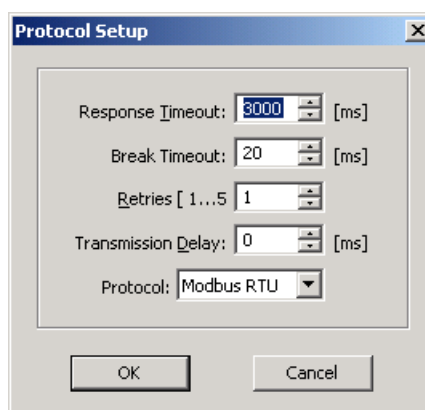 Protocol Setup
Response Timeout: 3000 [ms]
Break Timeout: 20 [ms]
Retries [ 1...5 1
Transmission Delay: 0 [ms]
Protocol: Modbus RTU
OK Cancel